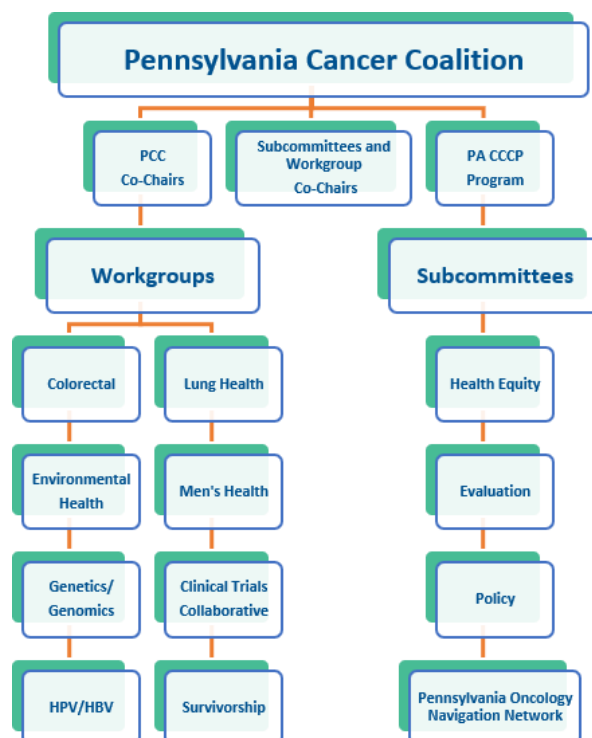 Pennsylvania Cancer Coalition
PCC
Co-Chairs
Subcommittees and
Workgroup
Co-Chairs
PA CCCP
Program
Workgroups
Subcommittees
Colorectal
Lung Health
Health Equity
Environmental
Health
Men's Health
Evaluation
Genetics/
Genomics
Clinical Trials
Collaborative
Policy
HPV/HBV
Survivorship
Pennsylvania Oncology
Navigation Network